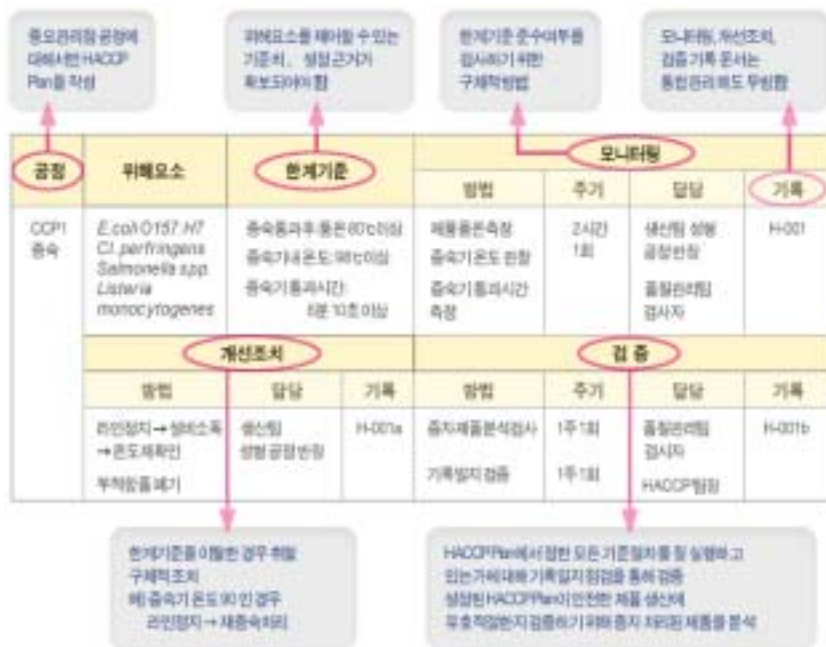 중요관리점 공정에
대해서만 HACCP
Plan을 작성
위해요소를 제어할 수 있는
기준치, 설정 근거가
확보되어야 함
한계기준 준수여부를
검사하기 위한
구체적방법
모니터링, 개선조치,
검증 기록 문서는
통합관리 해도 무방함
공정 위해요소 한계기준 모니터링
방법 주기 담당 기록
CCP1
증숙
E.coli O157:H7
Cl. perfringens
Salmonella spp.
Listeria
monocytogenes
증숙통과후: 품온 80℃이상
증숙기내 온도: 98℃이상
증숙기 통과시간:
6분 10초 이상
제품품온측정
증숙기 온도 관찰
증숙기 통과시간
측정
2시간
1회
생산팀 성형
공정 반장
품질관리팀
검사자
H-001
개선조치 검 증
방법 담당 기록 방법 주기 담당 기록
라인정지 → 설비소독
→ 온도재확인
부적합품 폐기
생산팀
성형 공정 반장
H-001a
증자제품분석검사
기록일지 검증
1주 1회
1주 1회
품질관리팀
검사자
HACCP팀장
H-001b
한계기준을 이탈한 경우 취할
구체적 조치
예) 증숙기 온도 90 인 경우
라인정지 → 재증숙처리
HACCP Plan에서 정한 모든 기준절차를 잘 실행하고
있는가에 대해 기록일지 점검을 통해 검증
설정된 HACCP Plan이 안전한 제품 생산에
유효적절한지 검증하기 위해 증자 처리된 제품을 분석